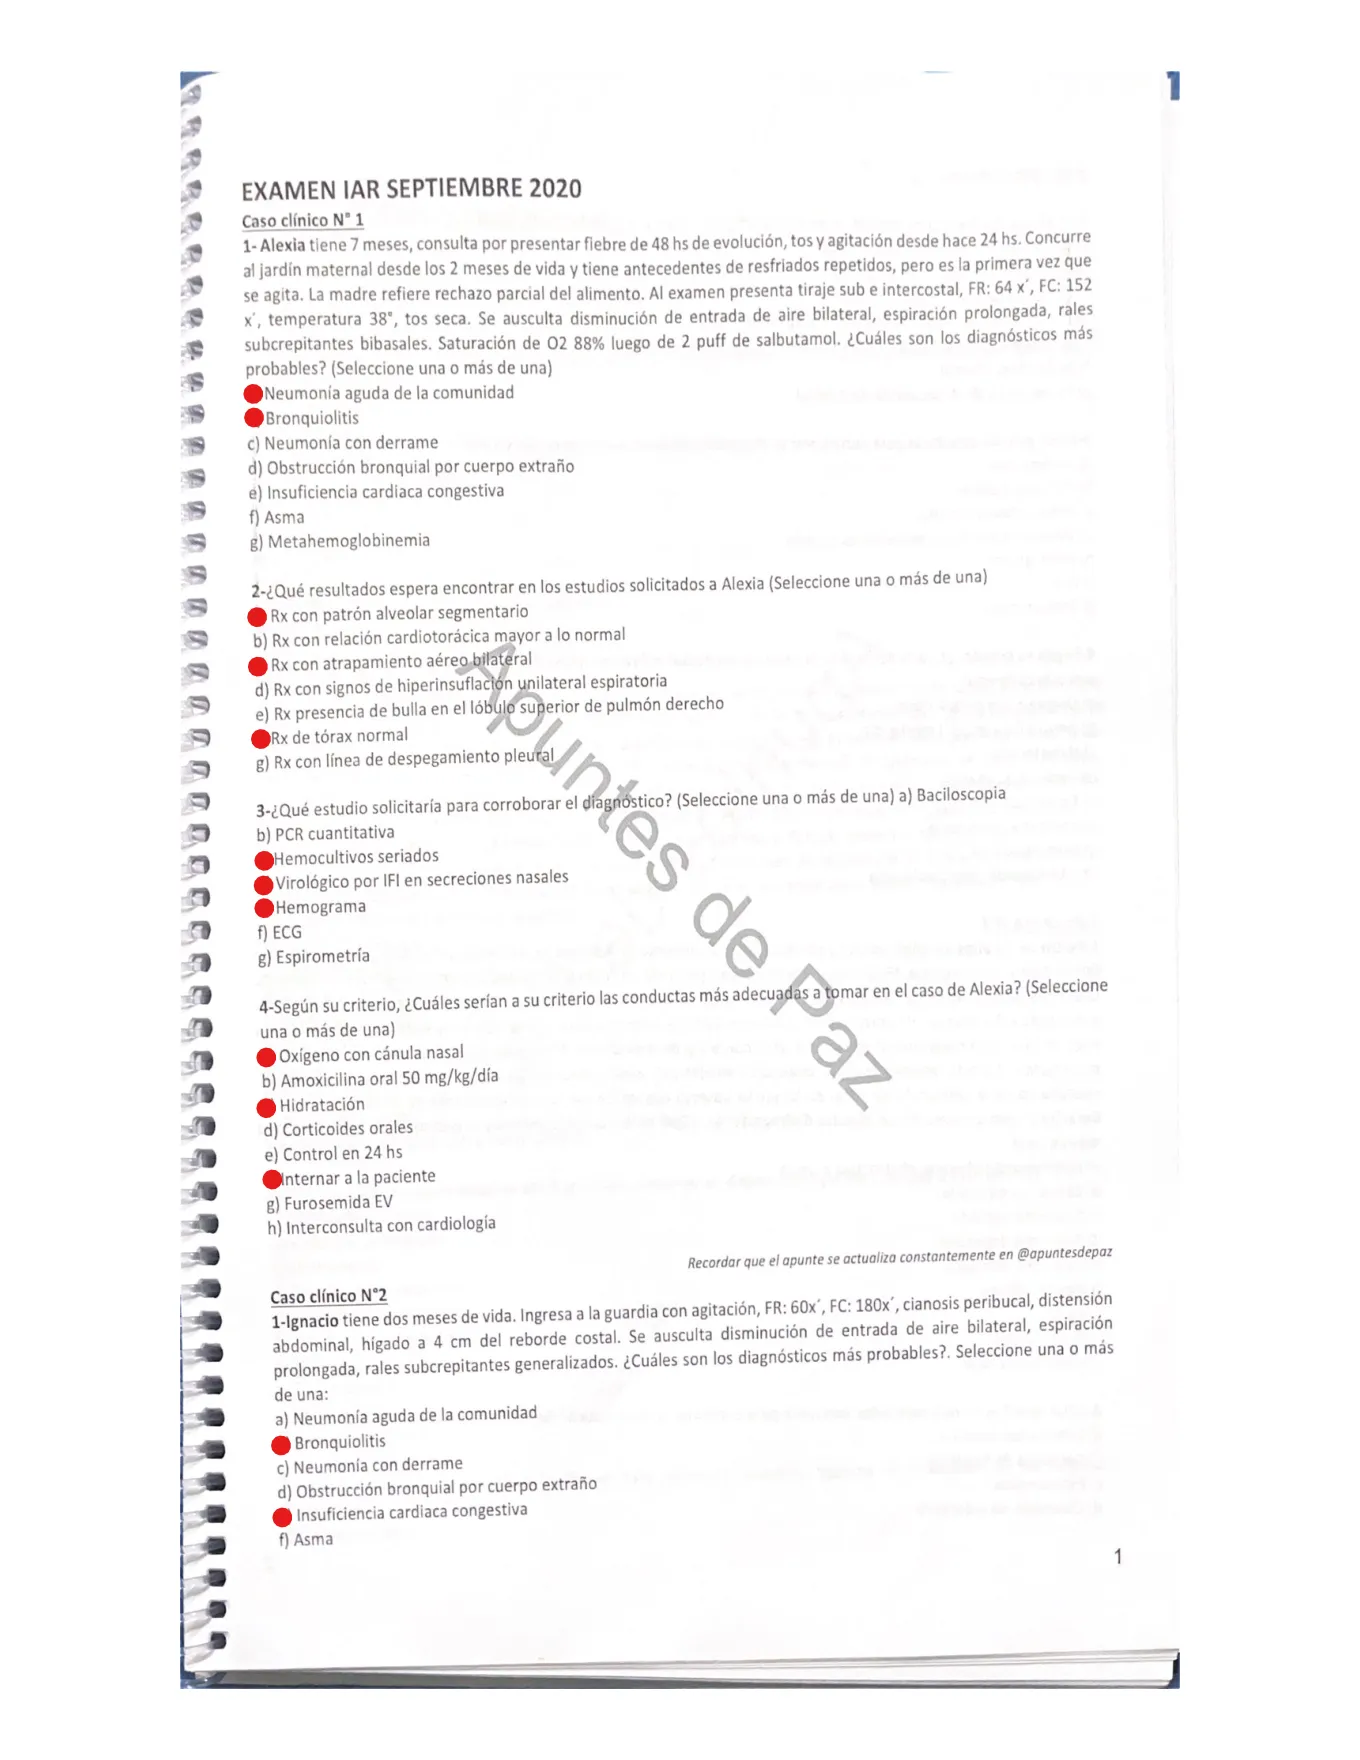 EXAMEN IAR SEPTIEMBRE 2020
Caso clínico N° 1
1- Alexia tiene 7 meses, consulta por presentar fiebre de 48 hs de evolución, tos y agitación desde hace 24 hs. Concurre
al jardín maternal desde los 2 meses de vida y tiene antecedentes de resfriados repetidos, pero es la primera vez que
se agita. La madre refiere rechazo parcial del alimento. Al examen presenta tiraje sub e intercostal, FR: 64 x´, FC: 152
x´, temperatura 38°, tos seca. Se ausculta disminución de entrada de aire bilateral, espiración prolongada, rales
subcrepitantes bibasales. Saturación de O2 88% luego de 2 puff de salbutamol. ¿Cuáles son los diagnósticos más
probables? (Seleccione una o más de una)
Neumonía aguda de la comunidad
Bronquiolitis
c) Neumonía con derrame
d) Obstrucción bronquial por cuerpo extraño
e) Insuficiencia cardiaca congestiva
f) Asma
g) Metahemoglobinemia
2-¿Qué resultados espera encontrar en los estudios solicitados a Alexia (Seleccione una o más de una)
Rx con patrón alveolar segmentario
b) Rx con relación cardiotorácica mayor a lo normal
Rx con atrapamiento aéreo bilateral
d) Rx con signos de hiperinsuflación unilateral espiratoria
e) Rx presencia de bulla en el lóbulo superior de pulmón derecho
Rx de tórax normal
g) Rx con línea de despegamiento pleural
3-¿Qué estudio solicitaría para corroborar el diagnóstico? (Seleccione una o más de una) a) Baciloscopia
b) PCR cuantitativa
Hemocultivos seriados
Virológico por IFI en secreciones nasales
Hemograma
f) ECG
g) Espirometría
4-Según su criterio, ¿Cuáles serían a su criterio las conductas más adecuadas a tomar en el caso de Alexia? (Seleccione
una o más de una)
Oxígeno con cánula nasal
b) Amoxicilina oral 50 mg/kg/día
Hidratación
d) Corticoides orales
e) Control en 24 hs
Internar a la paciente
g) Furosemida EV
h) Interconsulta con cardiología
Recordar que el apunte se actualiza constantemente en @apuntesdepaz
Caso clínico N°2
1-Ignacio tiene dos meses de vida. Ingresa a la guardia con agitación, FR: 60x´, FC: 180x´, cianosis peribucal, distensión
abdominal, hígado a 4 cm del reborde costal. Se ausculta disminución de entrada de aire bilateral, espiración
prolongada, rales subcrepitantes generalizados. ¿Cuáles son los diagnósticos más probables?. Seleccione una o más
de una:
a) Neumonía aguda de la comunidad
Bronquiolitis
c) Neumonía con derrame
d) Obstrucción bronquial por cuerpo extraño
Insuficiencia cardiaca congestiva
f) Asma
1
Apuntes de Paz